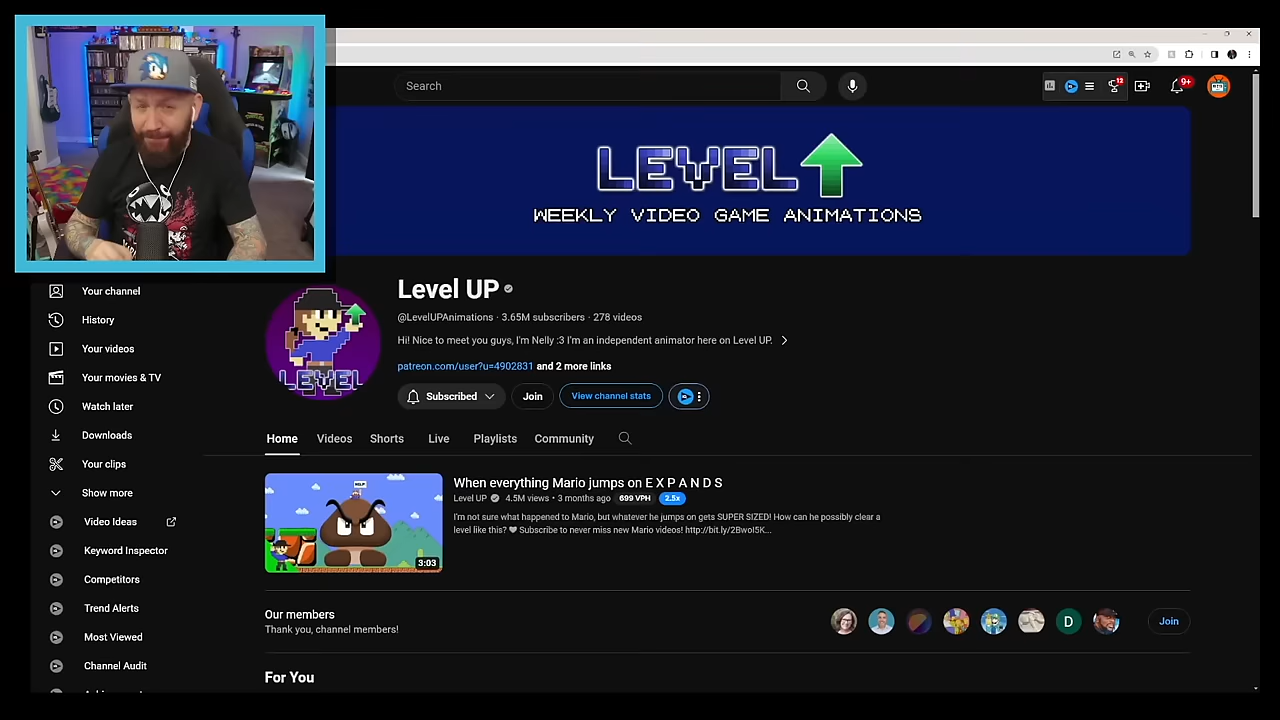 Search
12
9+
LEVEL
WEEKLY VIDEO GAME ANIMATIONS
Your channel
History
Your videos
Your movies & TV
Watch later
Downloads
Your clips
Show more
Video Ideas
Keyword Inspector
Competitors
Trend Alerts
Most Viewed
Channel Audit
LEVEL
Level UP
@LevelUPAnimations · 3.65M subscribers · 278 videos
Hi! Nice to meet you guys, I'm Nelly :3 I'm an independent animator here on Level UP.
patreon.com/user?u=4902831 and 2 more links
Subscribed
Join
View channel stats
Home Videos Shorts Live Playlists Community
HELP
3:03
When everything Mario jumps on E X P A N D S
Level UP 4.5M views • 3 months ago 699 VPH 2.5x
I'm not sure what happened to Mario, but whatever he jumps on gets SUPER SIZED! How can he possibly clear a
level like this? ❤ Subscribe to never miss new Mario videos! http://bit.ly/2BwoI5K...
Our members
Thank you, channel members!
D
Join
For You